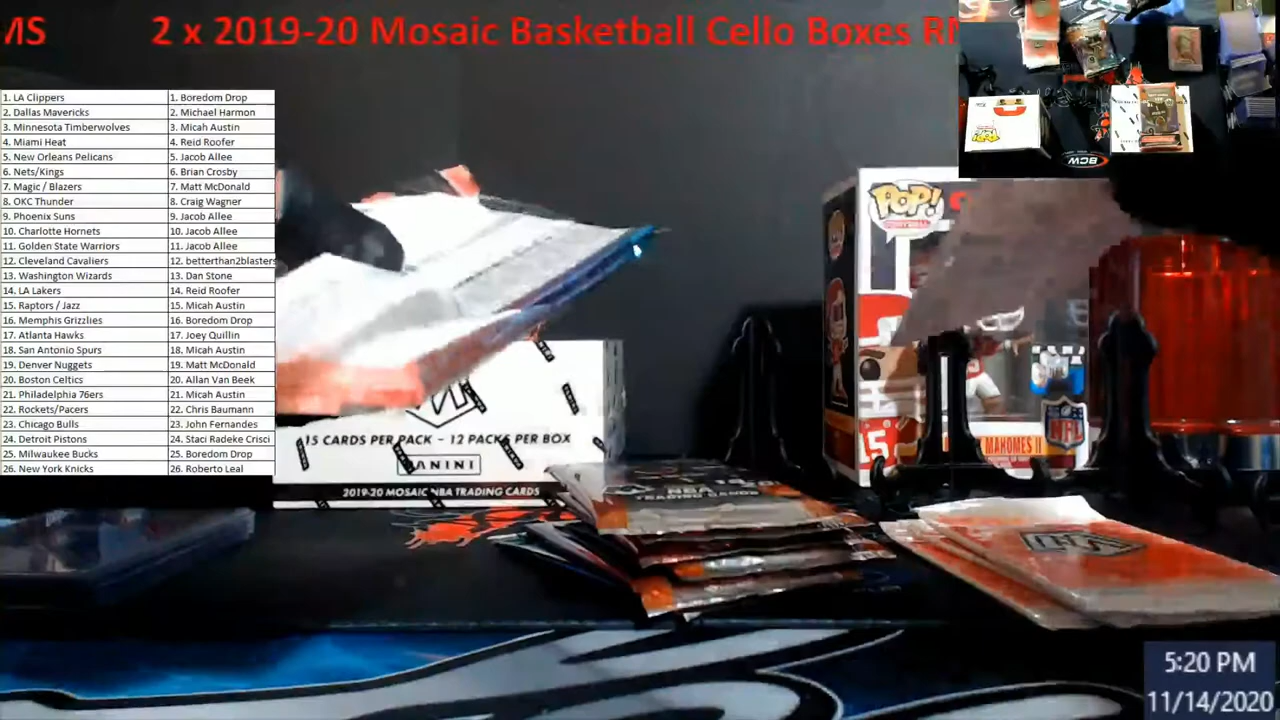 MS 2 x 2019-20 Mosaic Basketball Cello Boxes
1. LA Clippers 1. Boredom Drop
2. Dallas Mavericks 2. Michael Harmon
3. Minnesota Timberwolves 3. Micah Austin
4. Miami Heat 4. Reid Roofer
5. New Orleans Pelicans 5. Jacob Allee
6. Nets/Kings 6. Brian Crosby
7. Magic / Blazers 7. Matt McDonald
8. OKC Thunder 8. Craig Wagner
9. Phoenix Suns 9. Jacob Allee
10. Charlotte Hornets 10. Jacob Allee
11. Golden State Warriors 11. Jacob Allee
12. Cleveland Cavaliers 12. betterthan2blasters
13. Washington Wizards 13. Dan Stone
14. LA Lakers 14. Reid Roofer
15. Raptors / Jazz 15. Micah Austin
16. Memphis Grizzlies 16. Boredom Drop
17. Atlanta Hawks 17. Joey Quillin
18. San Antonio Spurs 18. Micah Austin
19. Denver Nuggets 19. Matt McDonald
20. Boston Celtics 20. Allan Van Beek
21. Philadelphia 76ers 21. Micah Austin
22. Rockets/Pacers 22. Chris Baumann
23. Chicago Bulls 23. John Fernandes
24. Detroit Pistons 24. Staci Radeke Crisci
25. Milwaukee Bucks 25. Boredom Drop
26. New York Knicks 26. Roberto Leal
POP!
BCW
POP!
15 CARDS PER PACK – 12 PACKS PER BOX
PANINI
2019-20 MOSAIC NBA TRADING CARDS
NBA
TRADING CARDS
15
MAHOMES II
NFL
5:20 PM
11/14/2020